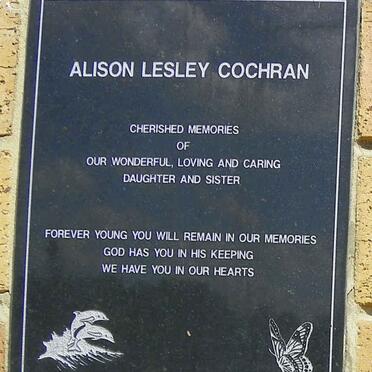 ALISON LESLEY COCHRAN
CHERISHED MEMORIES
OF
OUR WONDERFUL, LOVING AND CARING
DAUGHTER AND SISTER
FOREVER YOUNG YOU WILL REMAIN IN OUR MEMORIES
GOD HAS YOU IN HIS KEEPING
WE HAVE YOU IN OUR HEARTS